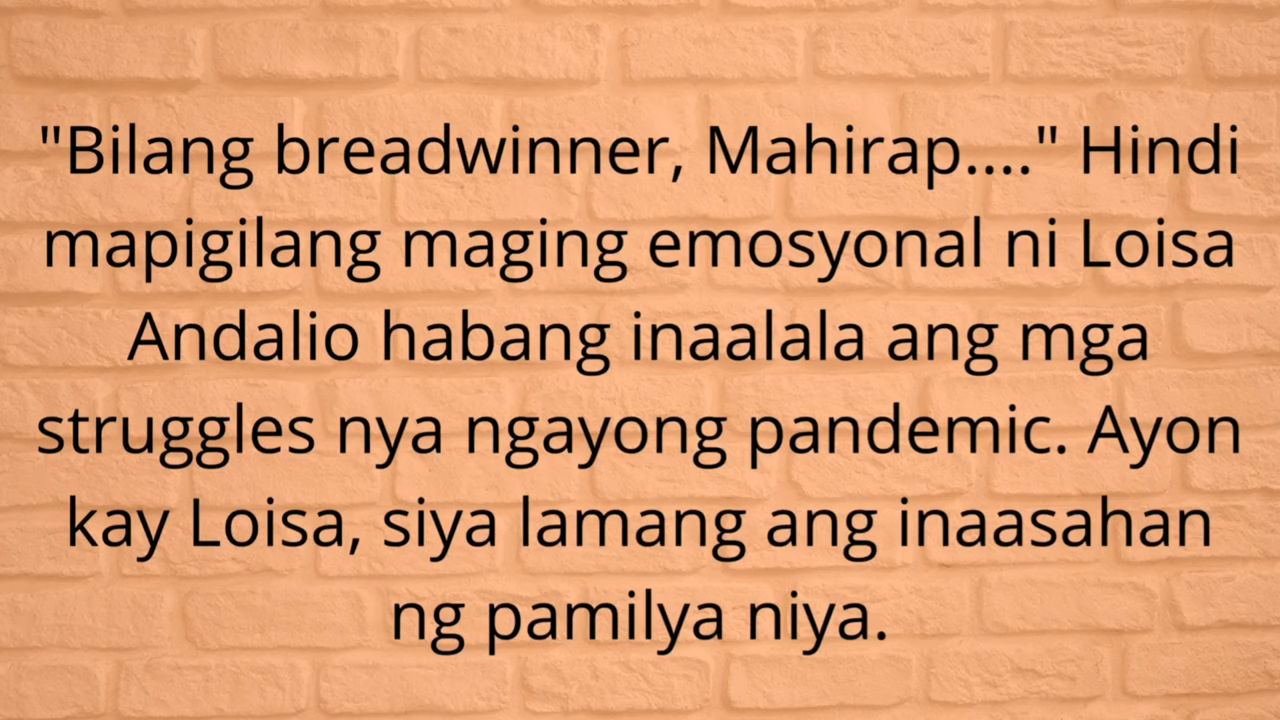 "Bilang breadwinner, Mahirap...." Hindi
mapigilang maging emosyonal ni Loisa
Andalio habang inaalala ang mga
struggles nya ngayong pandemic. Ayon
kay Loisa, siya lamang ang inaasahan
ng pamilya niya.